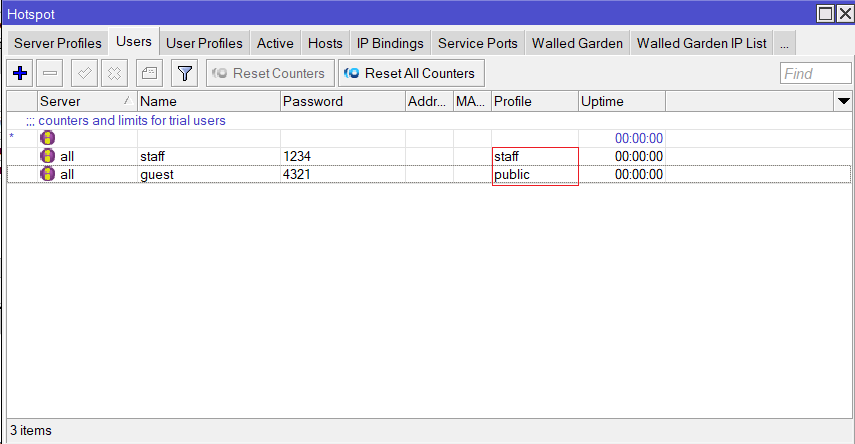 Hotspot
Server Profiles Users User Profiles Active Hosts IP Bindings Service Ports Walled Garden Walled Garden IP List ...
Reset Counters Reset All Counters Find
Server Name Password Addr... MA... Profile Uptime
;;; counters and limits for trial users
* 00:00:00
all staff 1234 staff 00:00:00
all guest 4321 public 00:00:00
3 items